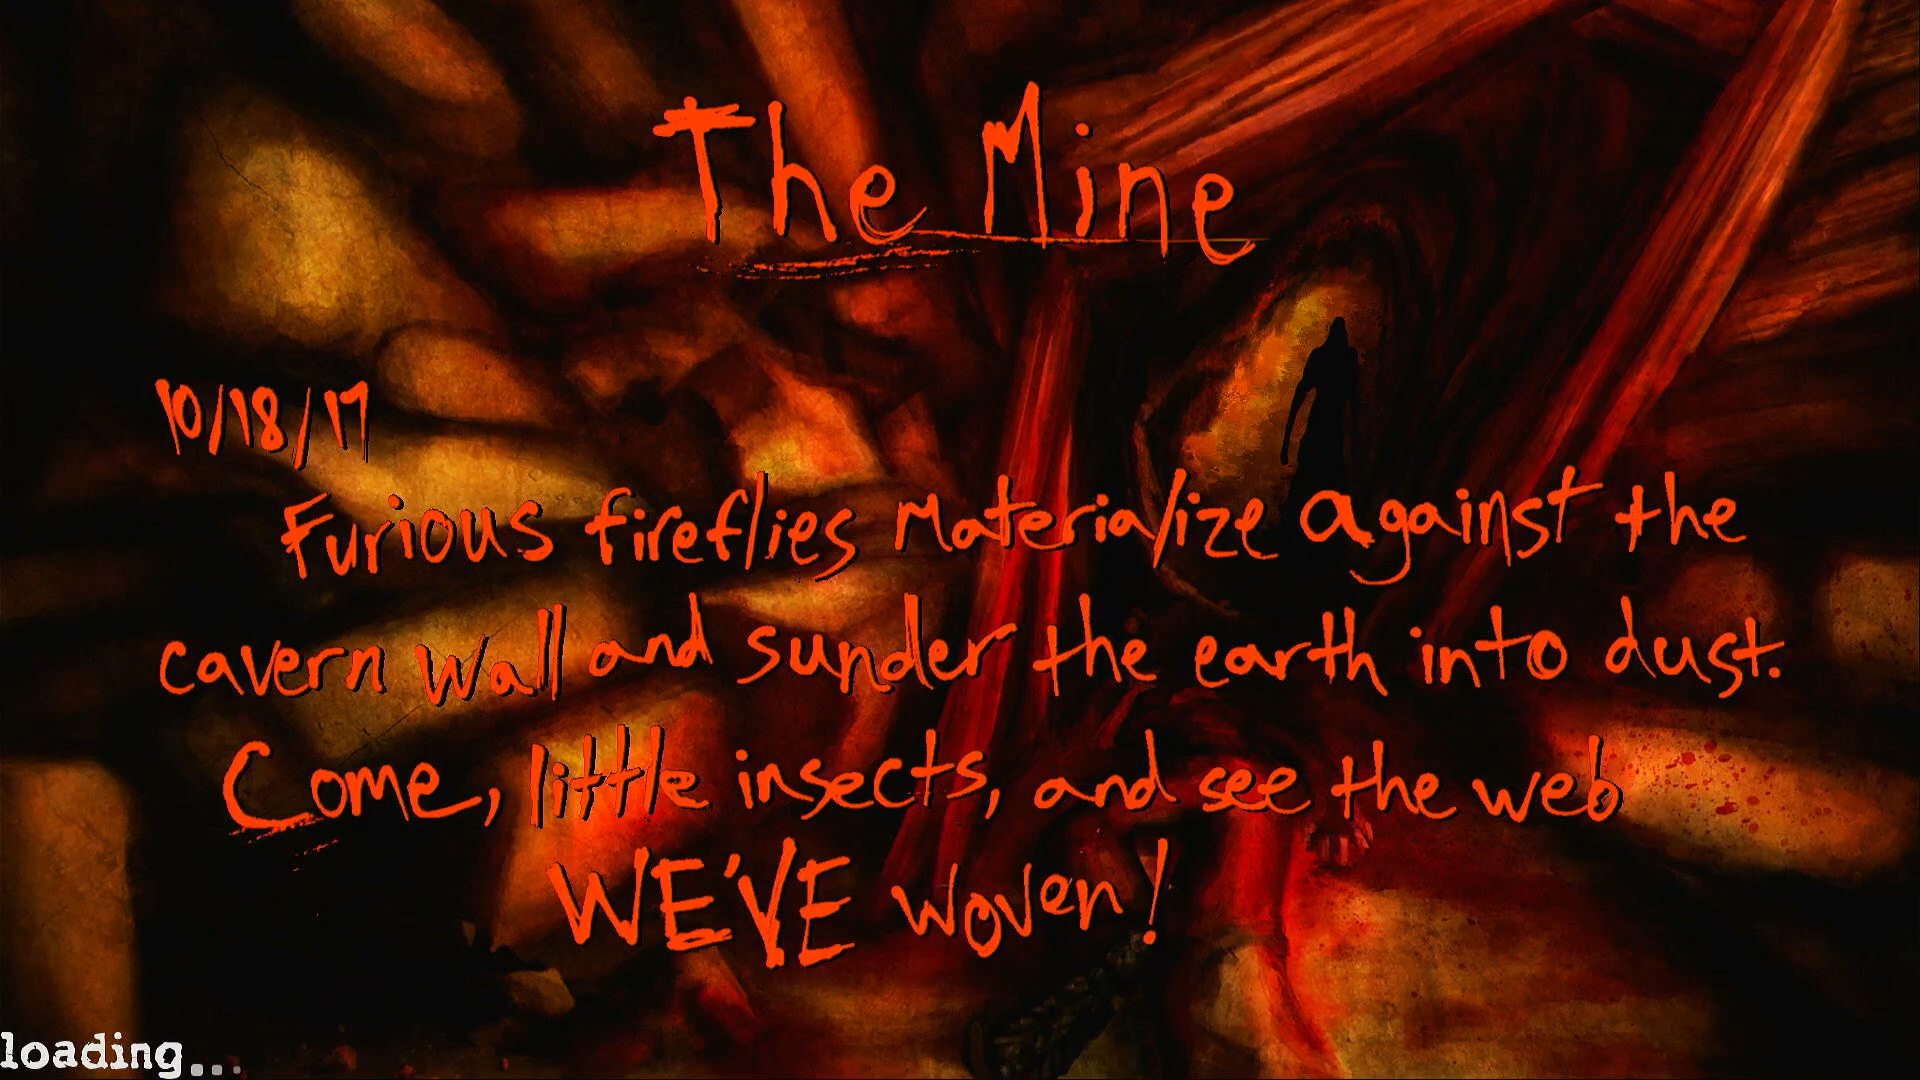 The Mine
10/18/17
Furious fireflies materialize against the
cavern wall and sunder the earth into dust.
Come, little insects, and see the web
WE'VE woven!
loading...